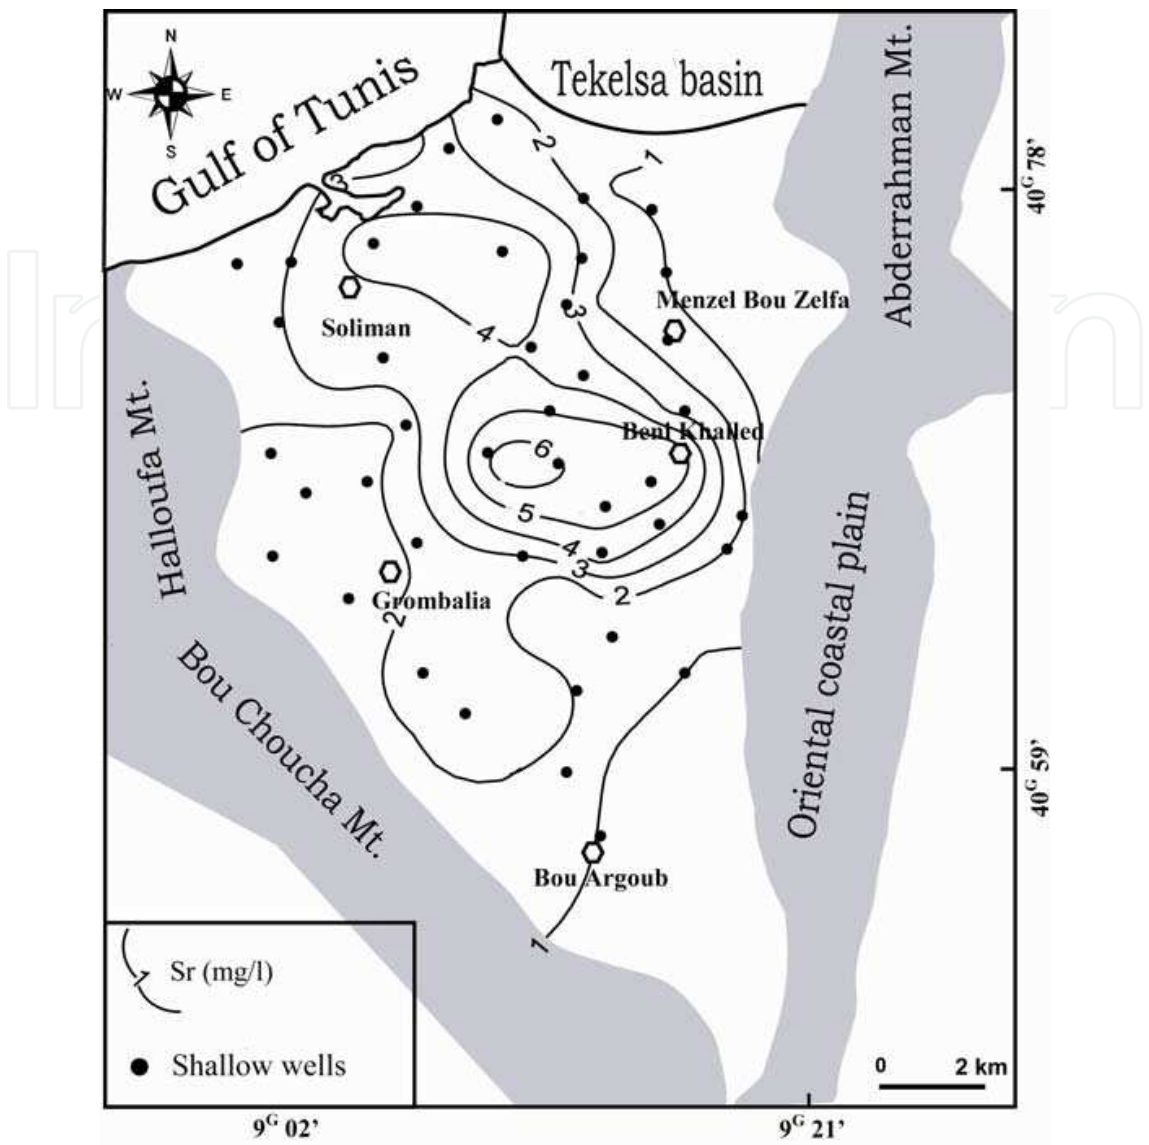 N
W
E
S
Gulf of Tunis
Tekelsa basin
Abderrahman Mt.
40G 78'
2
1
3
3
Menzel Bou Zelfa
Soliman
4
Halloufa Mt.
Beni Khalled
6
5
4
3
2
Grombalia
2
Oriental coastal plain
Bou Choucha Mt.
40G 59'
Bou Argoub
1
1
Sr (mg/l)
Shallow wells
0
2 km
9G 02'
9G 21'